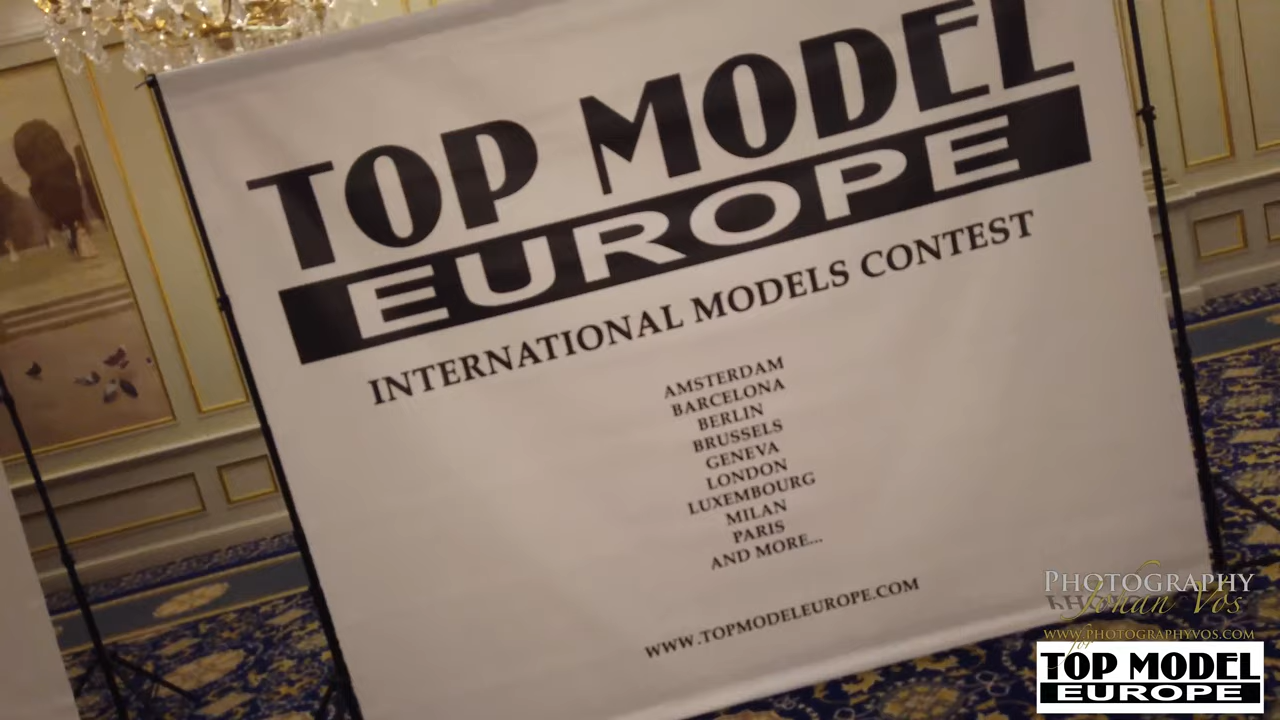 TOP MODEL
EUROPE
INTERNATIONAL MODELS CONTEST
AMSTERDAM
BARCELONA
BERLIN
BRUSSELS
GENEVA
LONDON
LUXEMBOURG
MILAN
PARIS
AND MORE...
WWW.TOPMODELEUROPE.COM
PHOTOGRAPHY
Johan Vos
WWW.PHOTOGRAPHYVOS.COM
for
TOP MODEL
EUROPE